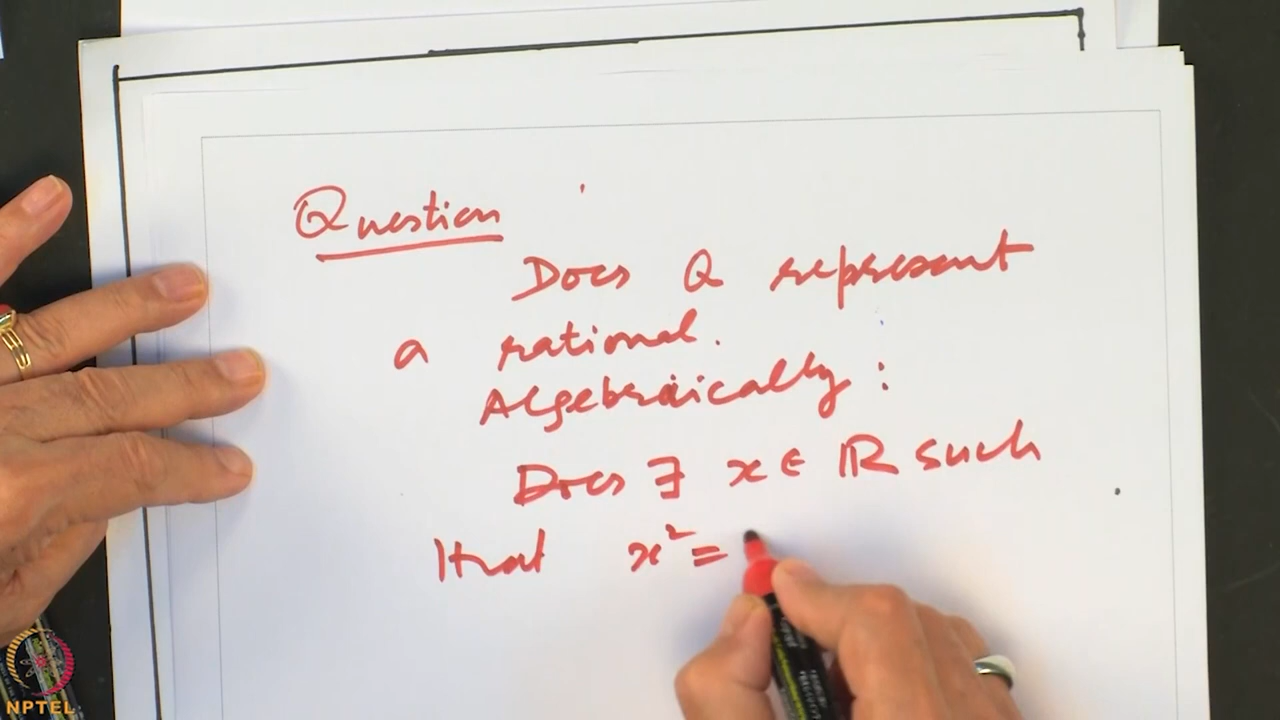 Question
Does Q represent
a rational.
Algebraically :
Does ∃ x ∈ ℝ such
that x² =
NPTEL